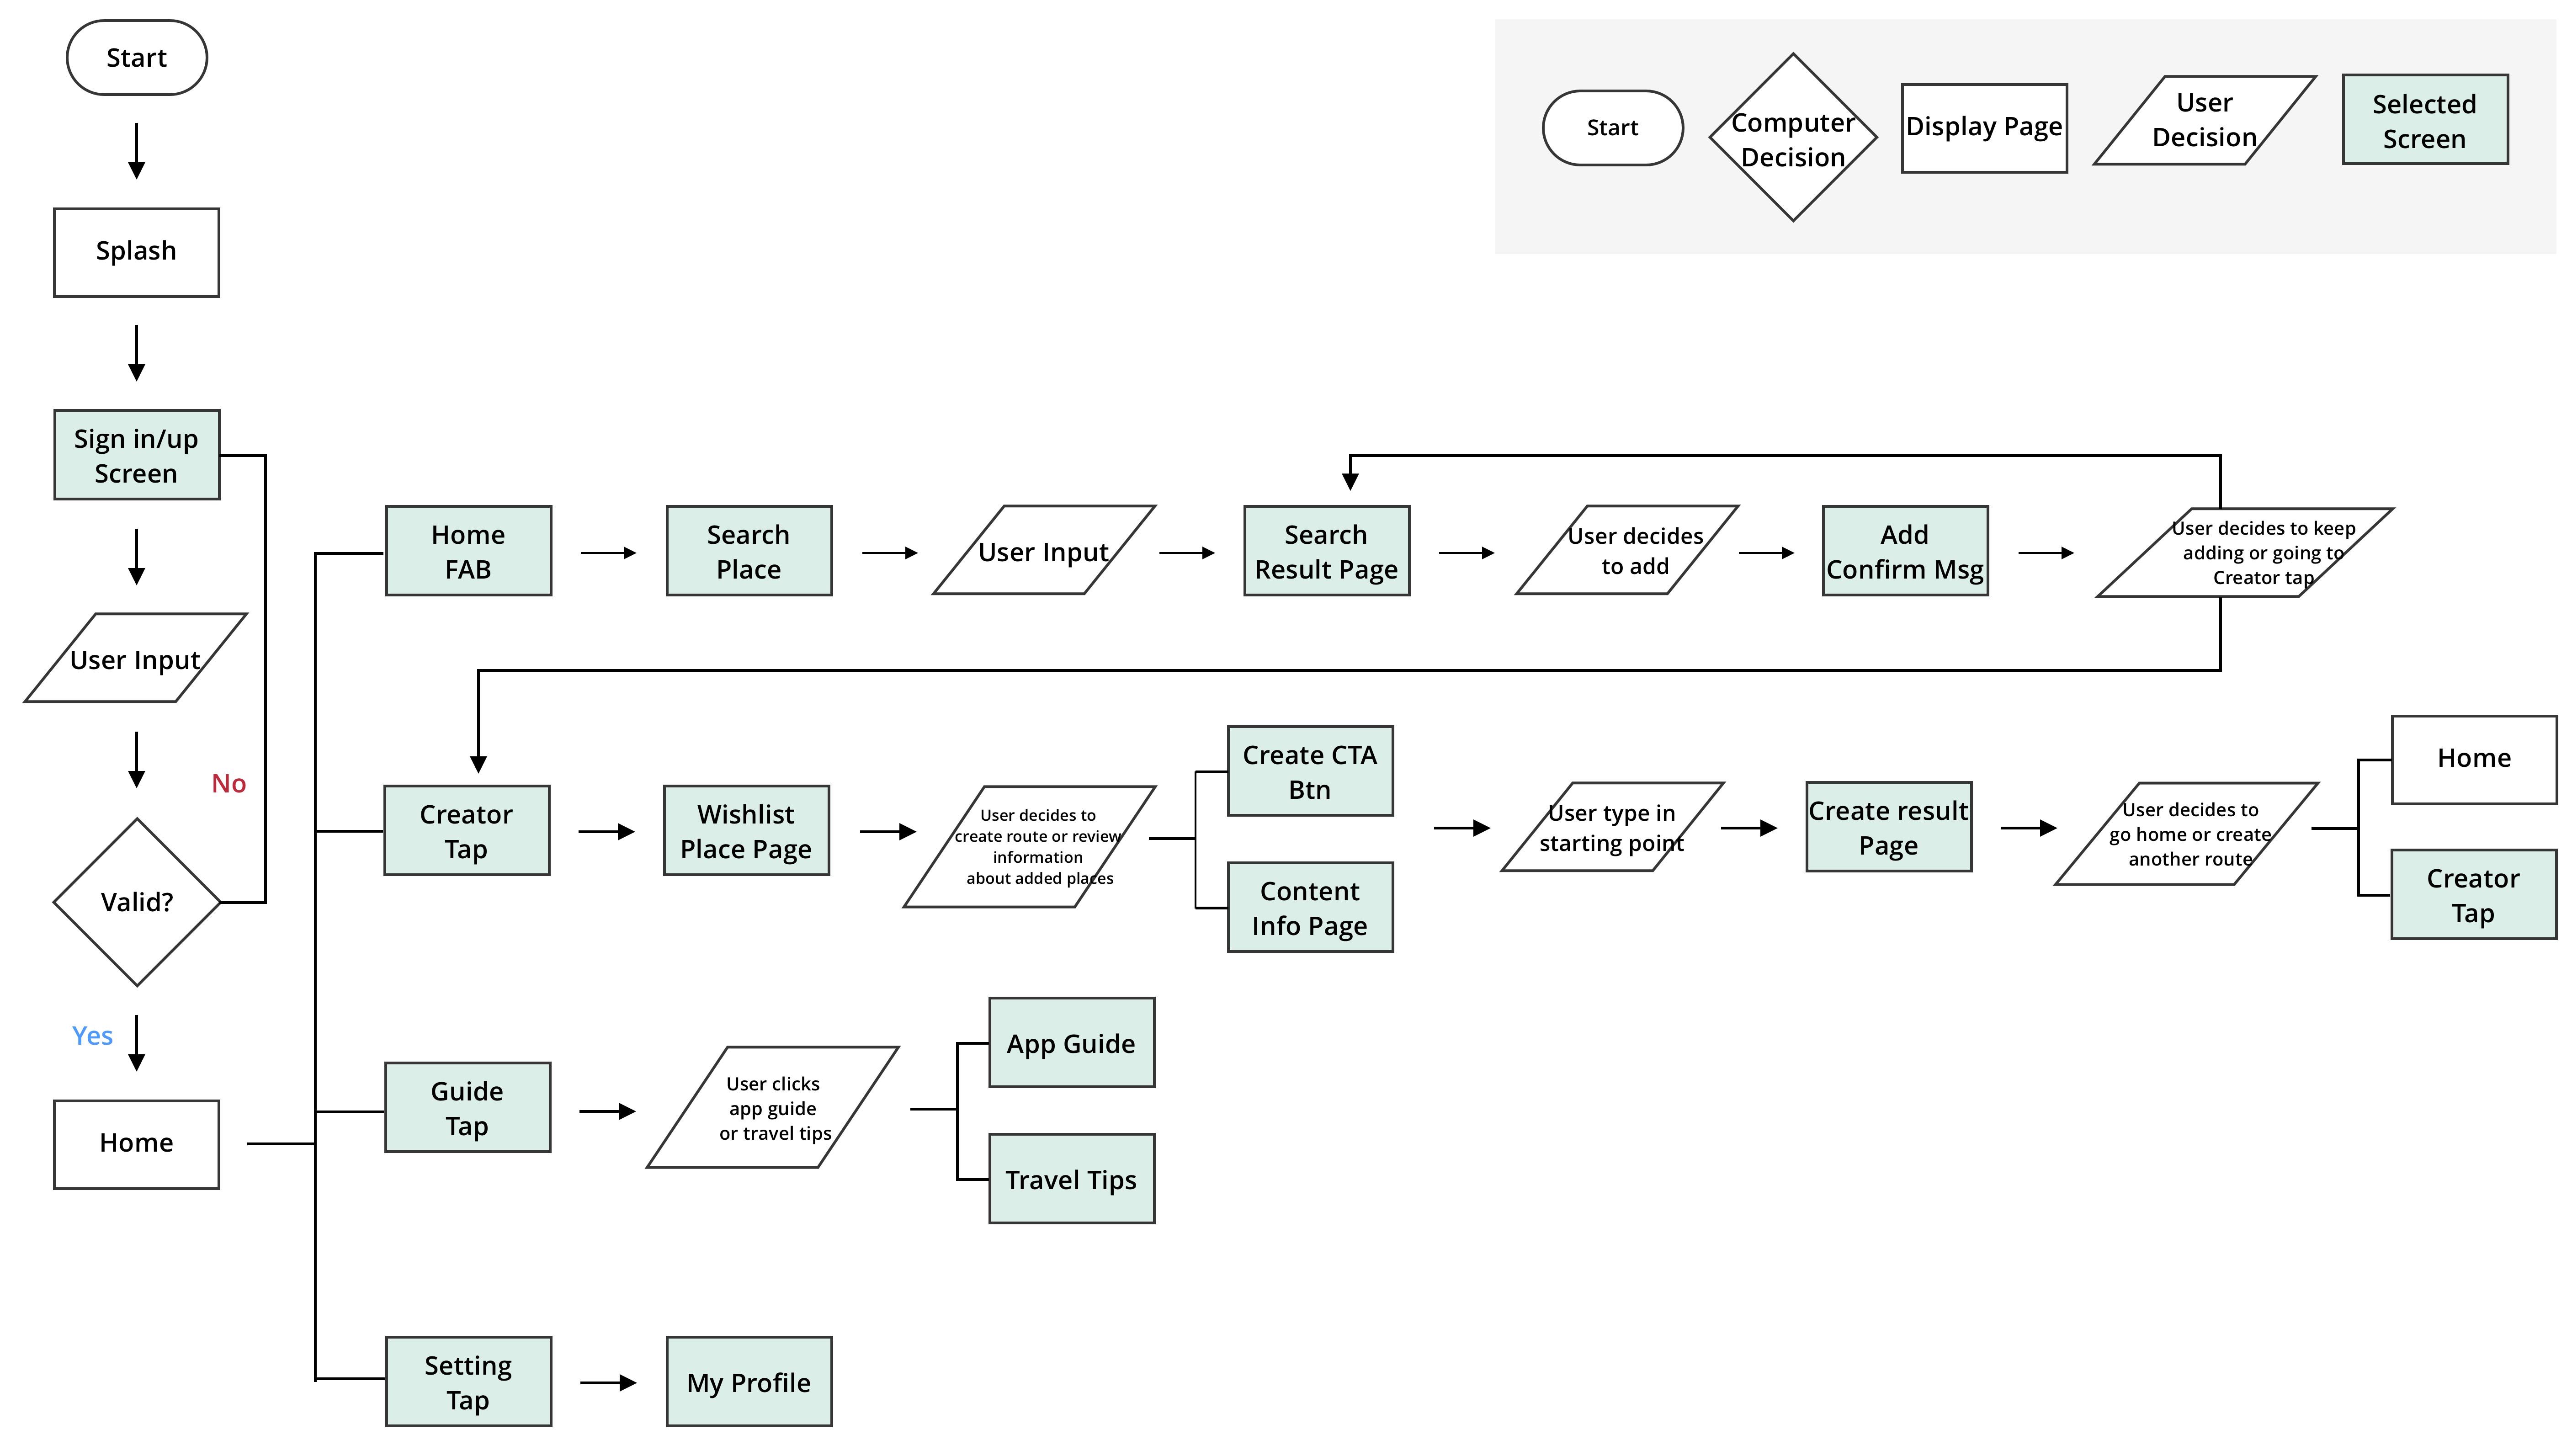 Start
Start
Computer
Decision
Display Page
User
Decision
Selected
Screen
Splash
Sign in/up
Screen
User Input
No
Valid?
Yes
Home
Home
FAB
Search
Place
User Input
Search
Result Page
User decides
to add
Add
Confirm Msg
User decides to keep
adding or going to
Creator tap
Creator
Tap
Wishlist
Place Page
User decides to
create route or review
information
about added places
Create CTA
Btn
Content
Info Page
User type in
starting point
Create result
Page
User decides to
go home or create
another route
Home
Creator
Tap
Guide
Tap
User clicks
app guide
or travel tips
App Guide
Travel Tips
Setting
Tap
My Profile